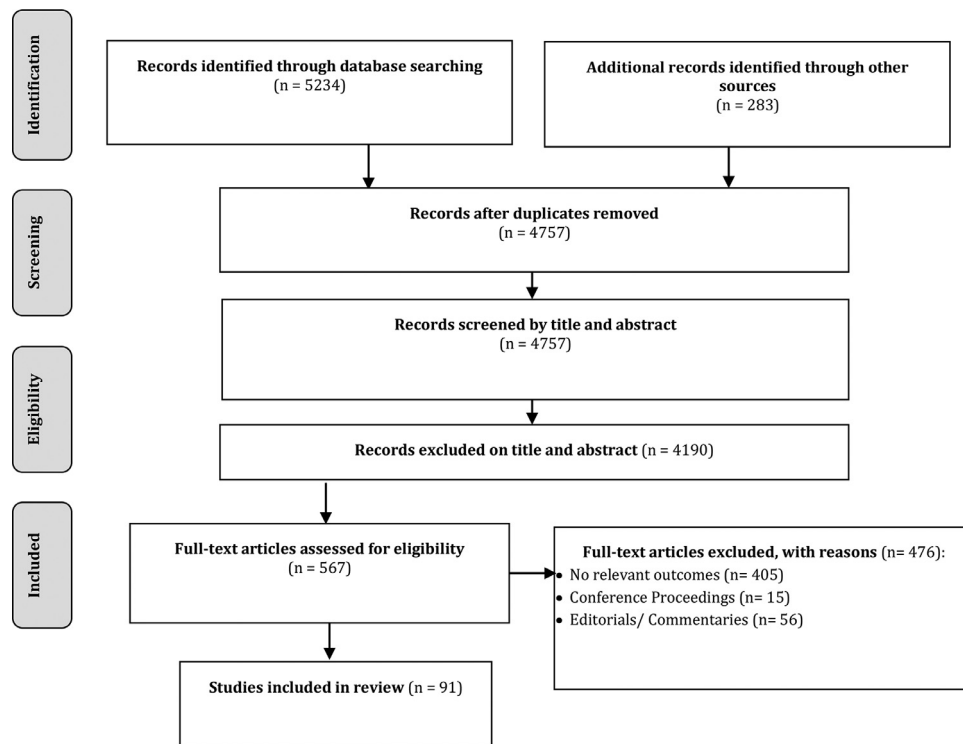 Identification
Records identified through database searching
(n = 5234)
Additional records identified through other
sources
(n = 283)
Screening
Records after duplicates removed
(n = 4757)
Records screened by title and abstract
(n = 4757)
Eligibility
Records excluded on title and abstract (n = 4190)
Included
Full-text articles assessed for eligibility
(n = 567)
Full-text articles excluded, with reasons (n= 476):
• No relevant outcomes (n= 405)
• Conference Proceedings (n= 15)
• Editorials/ Commentaries (n= 56)
Studies included in review (n = 91)